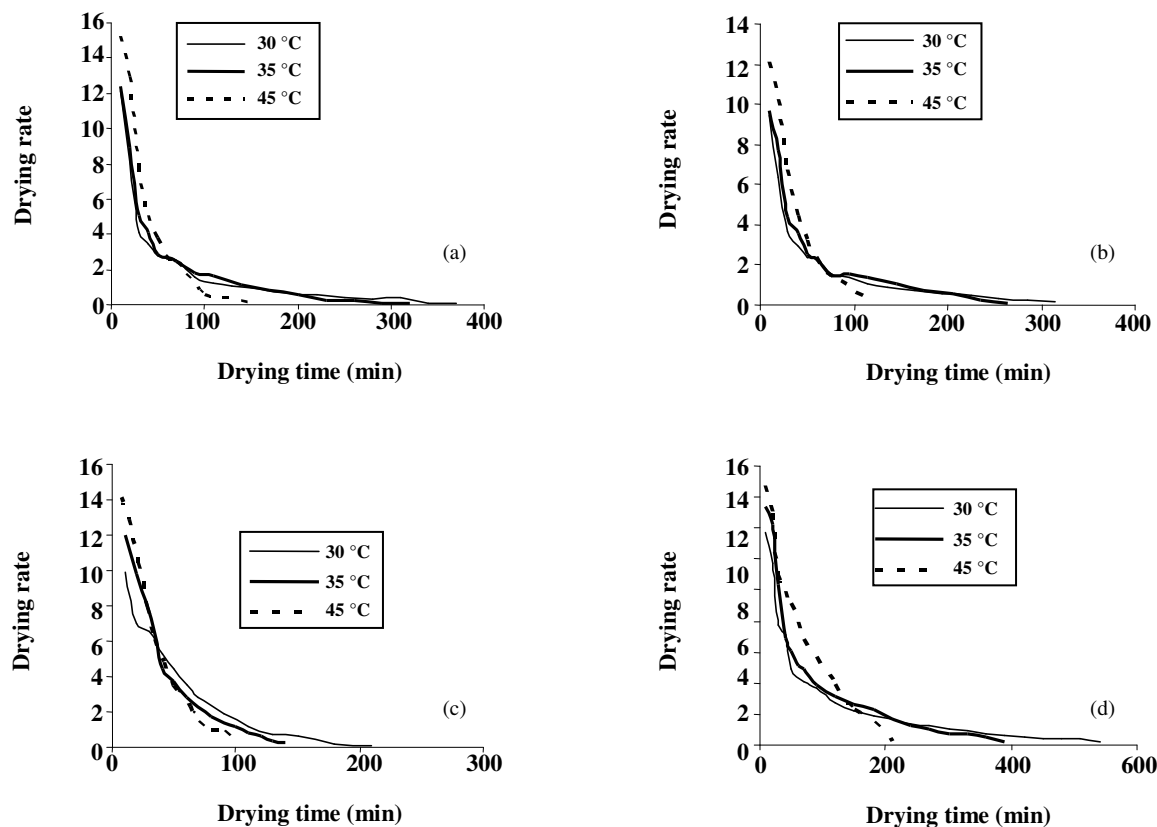 16
14
12
10
8
6
4
2
0
0 100 200 300 400
Drying rate
Drying time (min)
30 °C
35 °C
45 °C
(a)
14
12
10
8
6
4
2
0
0 100 200 300 400
Drying rate
Drying time (min)
30 °C
35 °C
45 °C
(b)
16
14
12
10
8
6
4
2
0
0 100 200 300
Drying rate
Drying time (min)
30 °C
35 °C
45 °C
(c)
16
14
12
10
8
6
4
2
0
0 200 400 600
Drying rate
Drying time (min)
30 °C
35 °C
45 °C
(d)